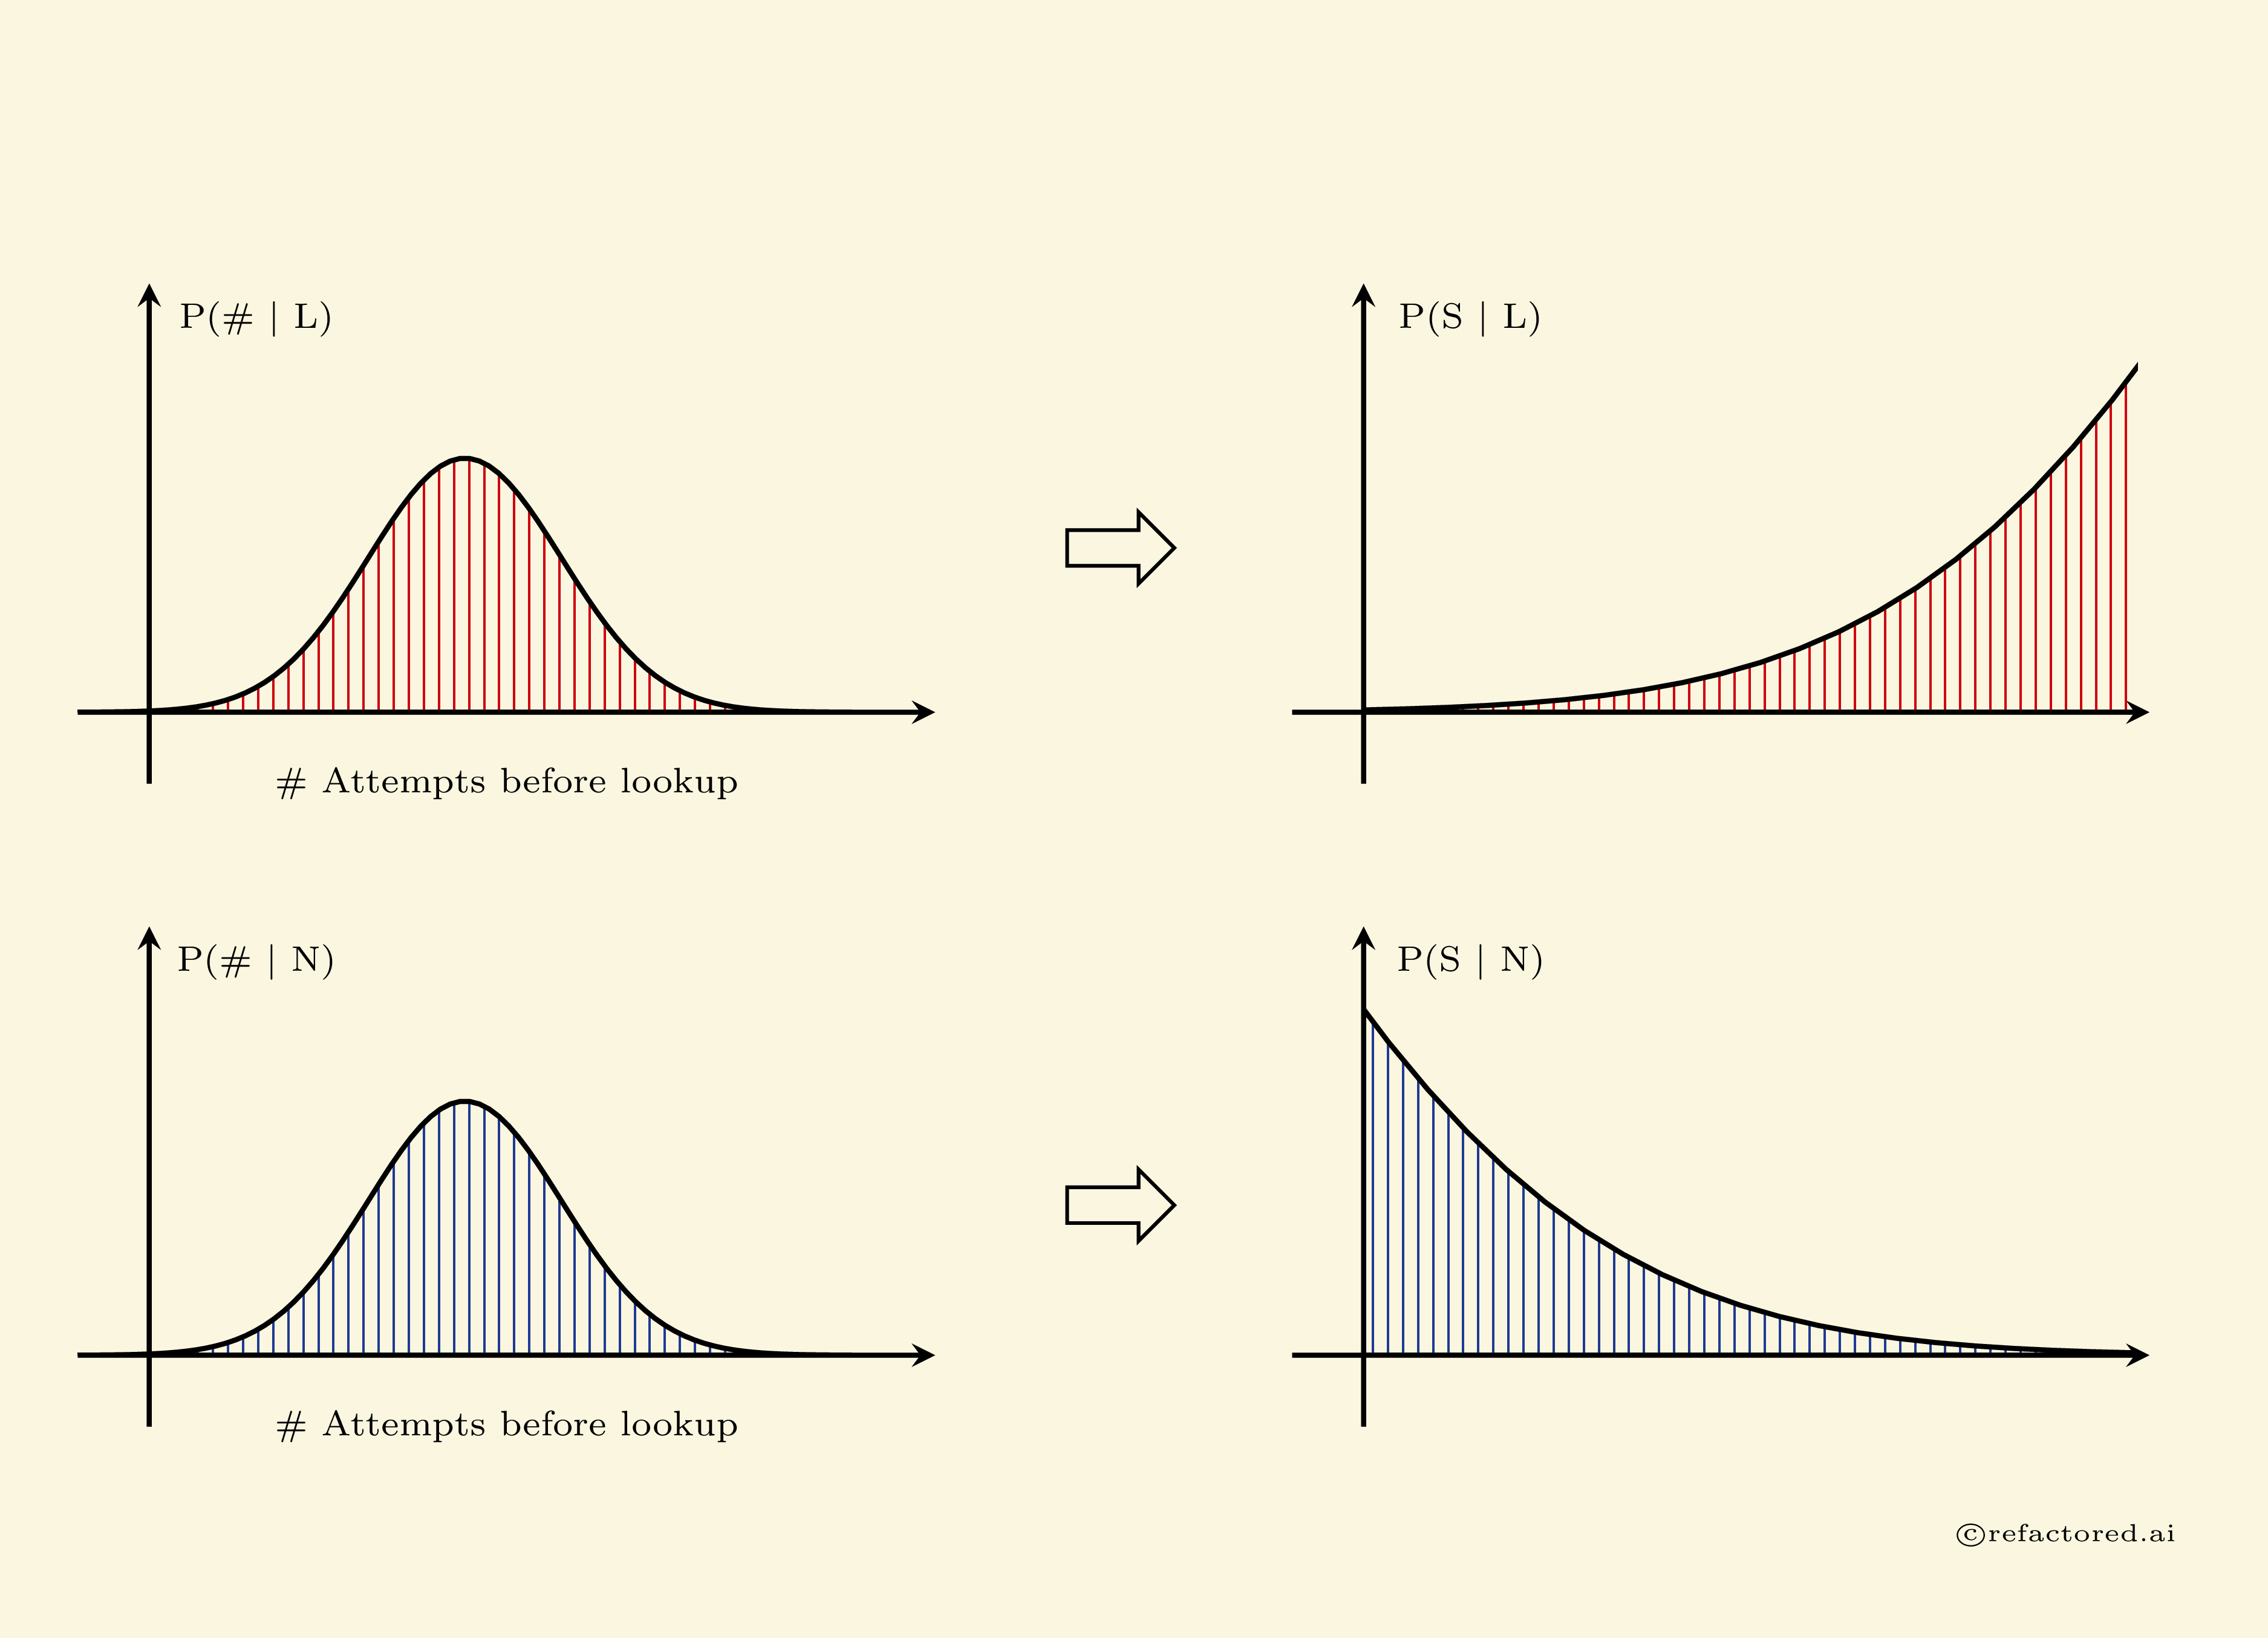 P(# | L)
P(S | L)
# Attempts before lookup
P(# | N)
P(S | N)
# Attempts before lookup
©refactored.ai